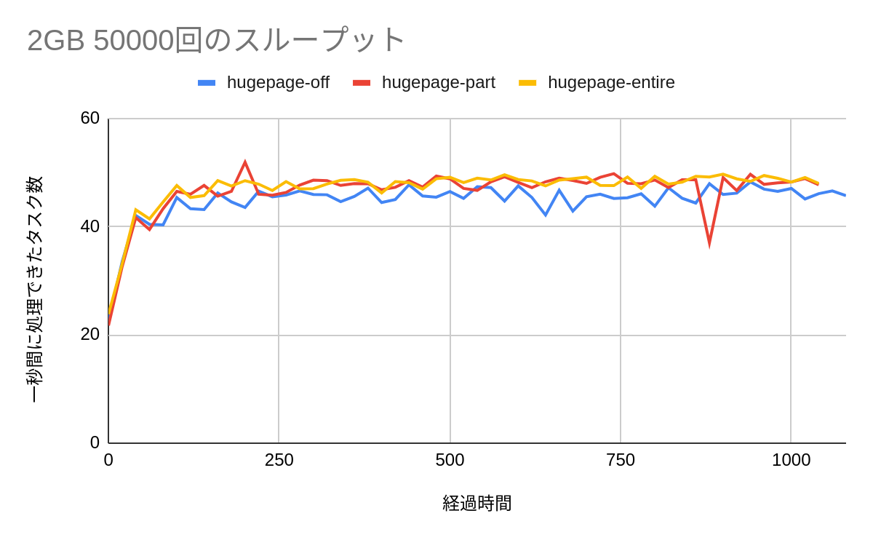 2GB 50000回のスループット
hugepage-off hugepage-part hugepage-entire
60
40
20
0
一秒間に処理できたタスク数
0 250 500 750 1000
経過時間